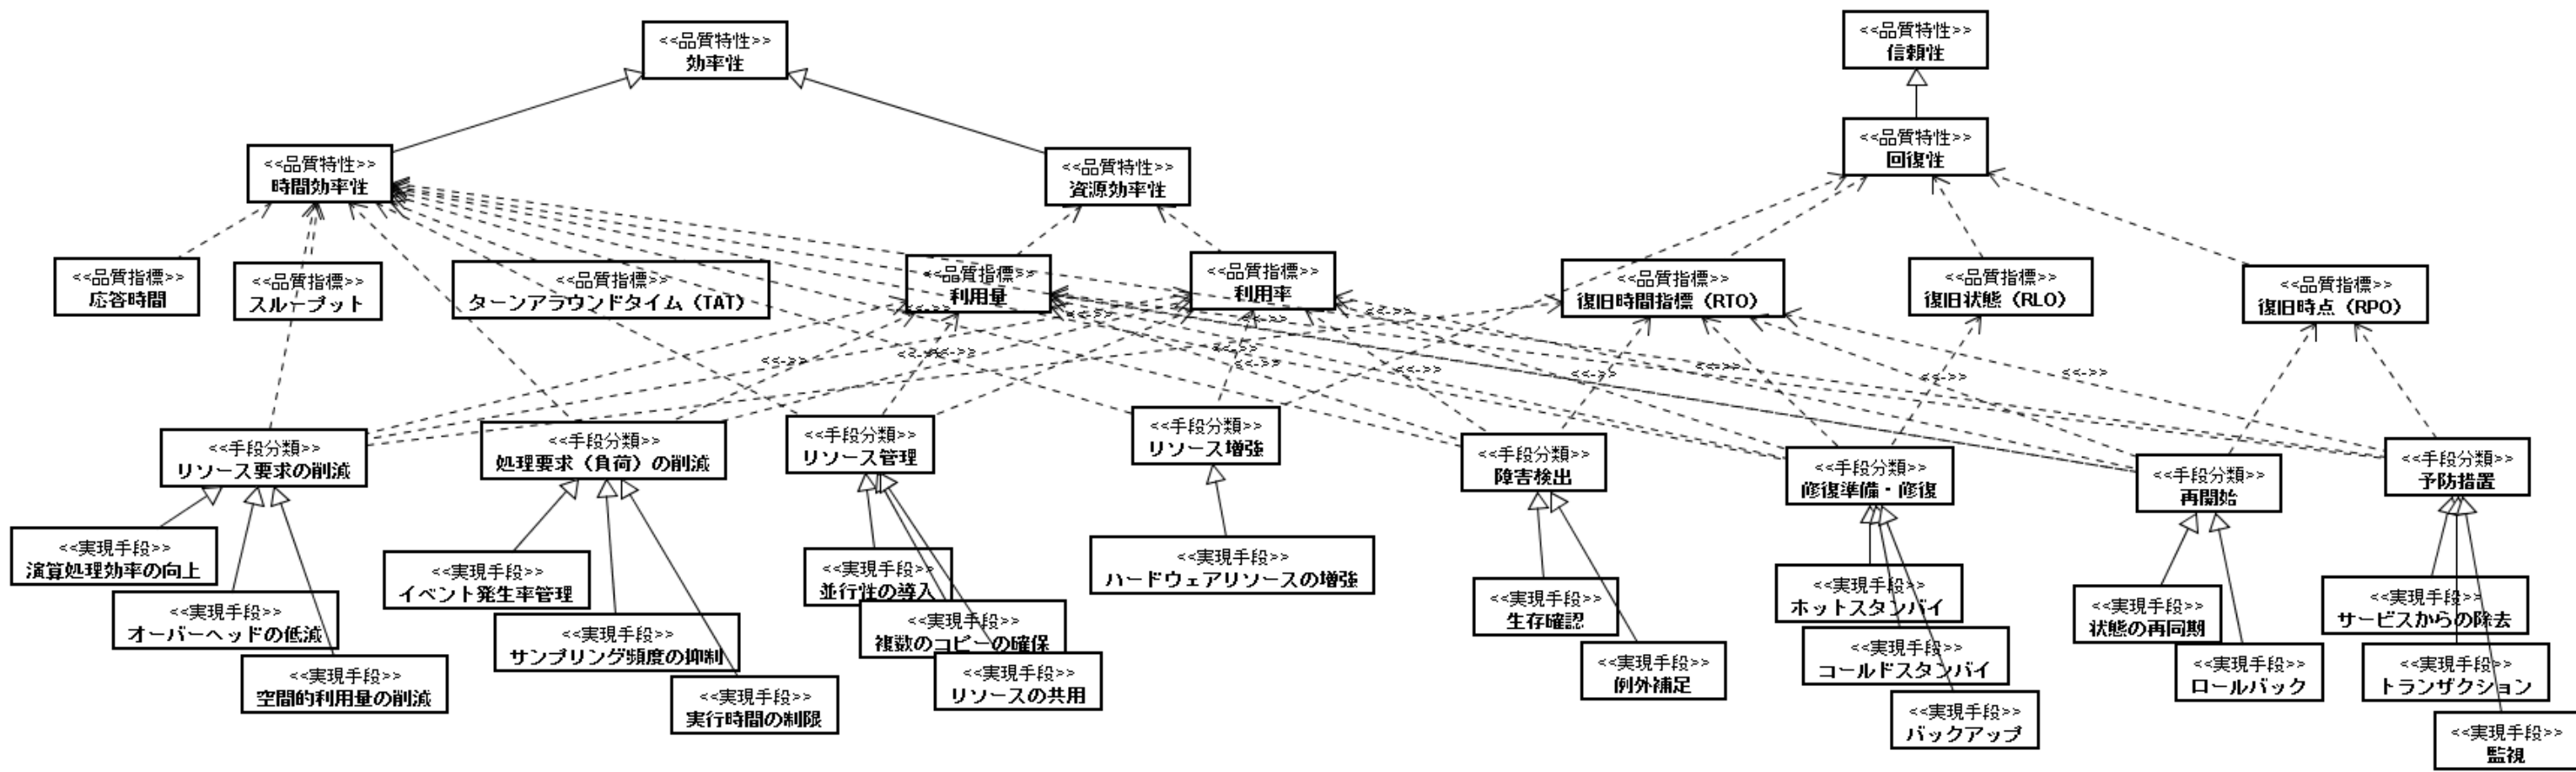 <<品質特性>>
効率性
<<品質特性>>
信頼性
<<品質特性>>
時間効率性
<<品質特性>>
資源効率性
<<品質特性>>
回復性
<<品質指標>>
応答時間
<<品質指標>>
スループット
<<品質指標>>
ターンアラウンドタイム（TAT）
<<品質指標>>
利用量
<<品質指標>>
利用率
<<品質指標>>
復旧時間指標（RTO）
<<品質指標>>
復旧状態（RLO）
<<品質指標>>
復旧時点（RPO）
<<手段分類>>
リソース要求の削減
<<手段分類>>
処理要求（負荷）の削減
<<手段分類>>
リソース管理
<<手段分類>>
リソース増強
<<手段分類>>
障害検出
<<手段分類>>
修復準備・修復
<<手段分類>>
再開始
<<手段分類>>
予防措置
<<実現手段>>
演算処理効率の向上
<<実現手段>>
オーバーヘッドの低減
<<実現手段>>
空間的利用量の削減
<<実現手段>>
イベント発生率管理
<<実現手段>>
サンプリング頻度の抑制
<<実現手段>>
実行時間の制限
<<実現手段>>
並行性の導入
<<実現手段>>
複数のコピーの確保
<<実現手段>>
リソースの共用
<<実現手段>>
ハードウェアリソースの増強
<<実現手段>>
生存確認
<<実現手段>>
例外補足
<<実現手段>>
ホットスタンバイ
<<実現手段>>
コールドスタンバイ
<<実現手段>>
バックアップ
<<実現手段>>
状態の再同期
<<実現手段>>
ロールバック
<<実現手段>>
サービスからの除去
<<実現手段>>
トランザクション
<<実現手段>>
監視